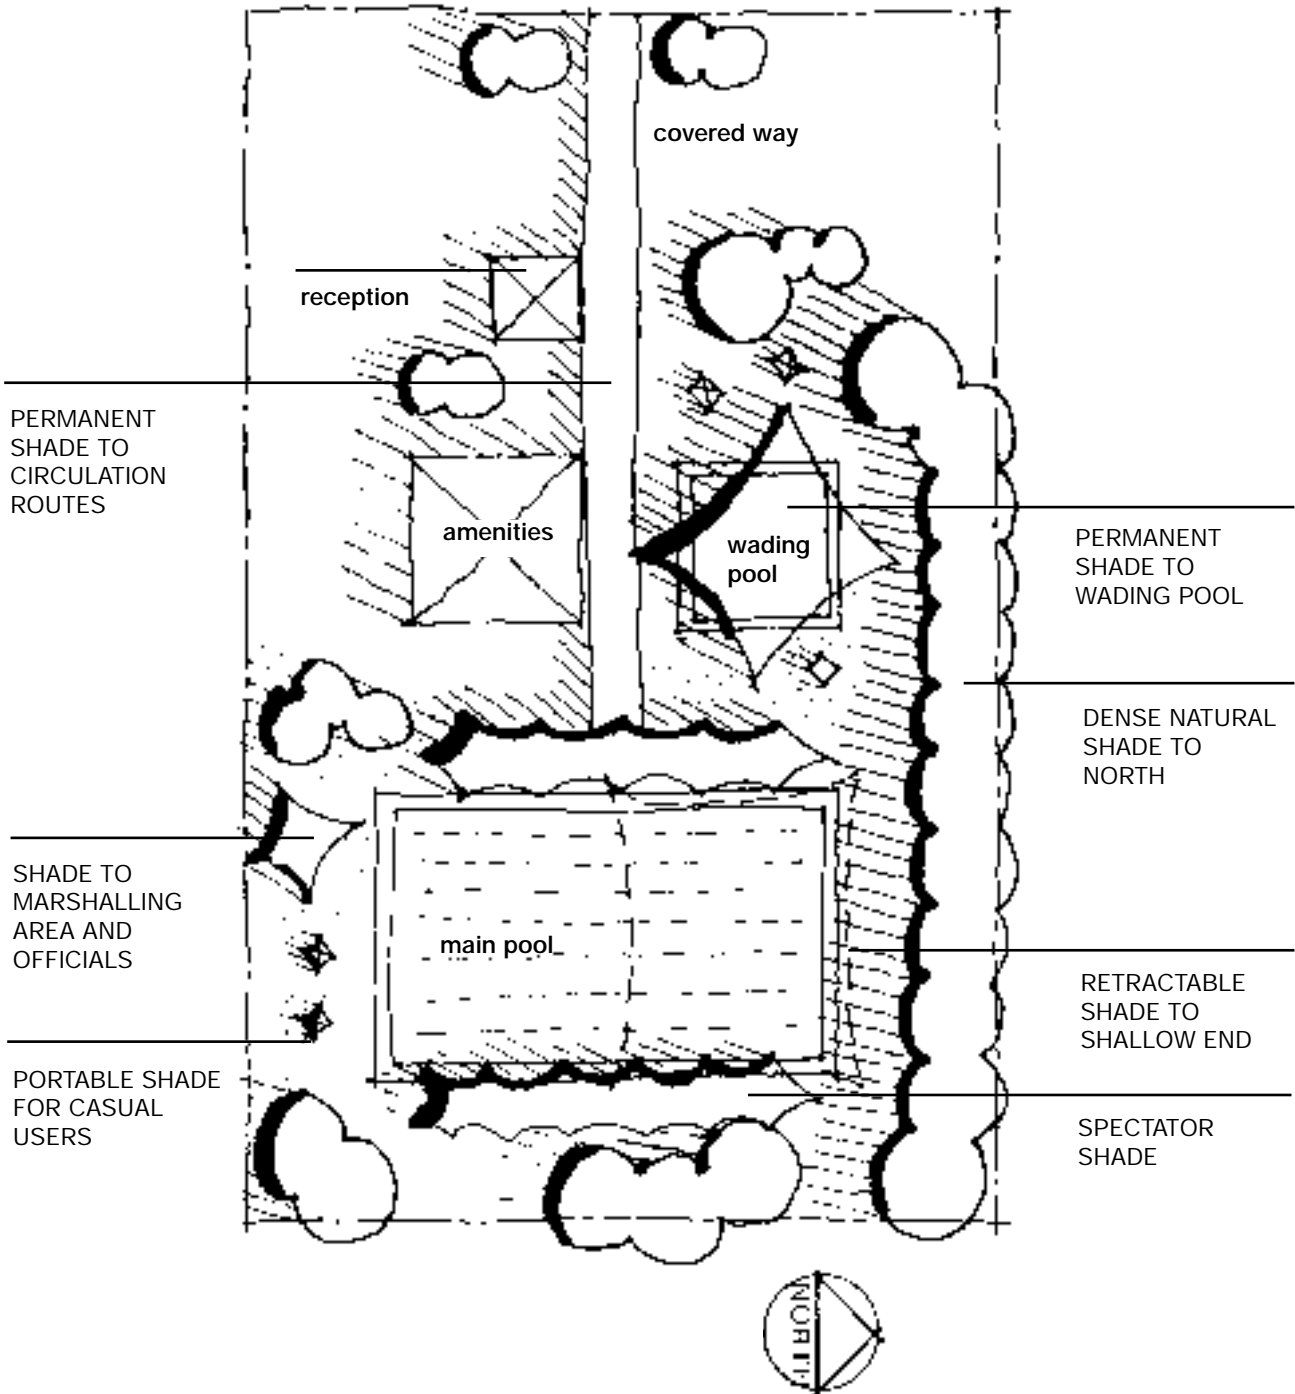 covered way
reception
PERMANENT
SHADE TO
CIRCULATION
ROUTES
amenities
wading
pool
PERMANENT
SHADE TO
WADING POOL
DENSE NATURAL
SHADE TO
NORTH
SHADE TO
MARSHALLING
AREA AND
OFFICIALS
main pool
RETRACTABLE
SHADE TO
SHALLOW END
PORTABLE SHADE
FOR CASUAL
USERS
SPECTATOR
SHADE
NORTH